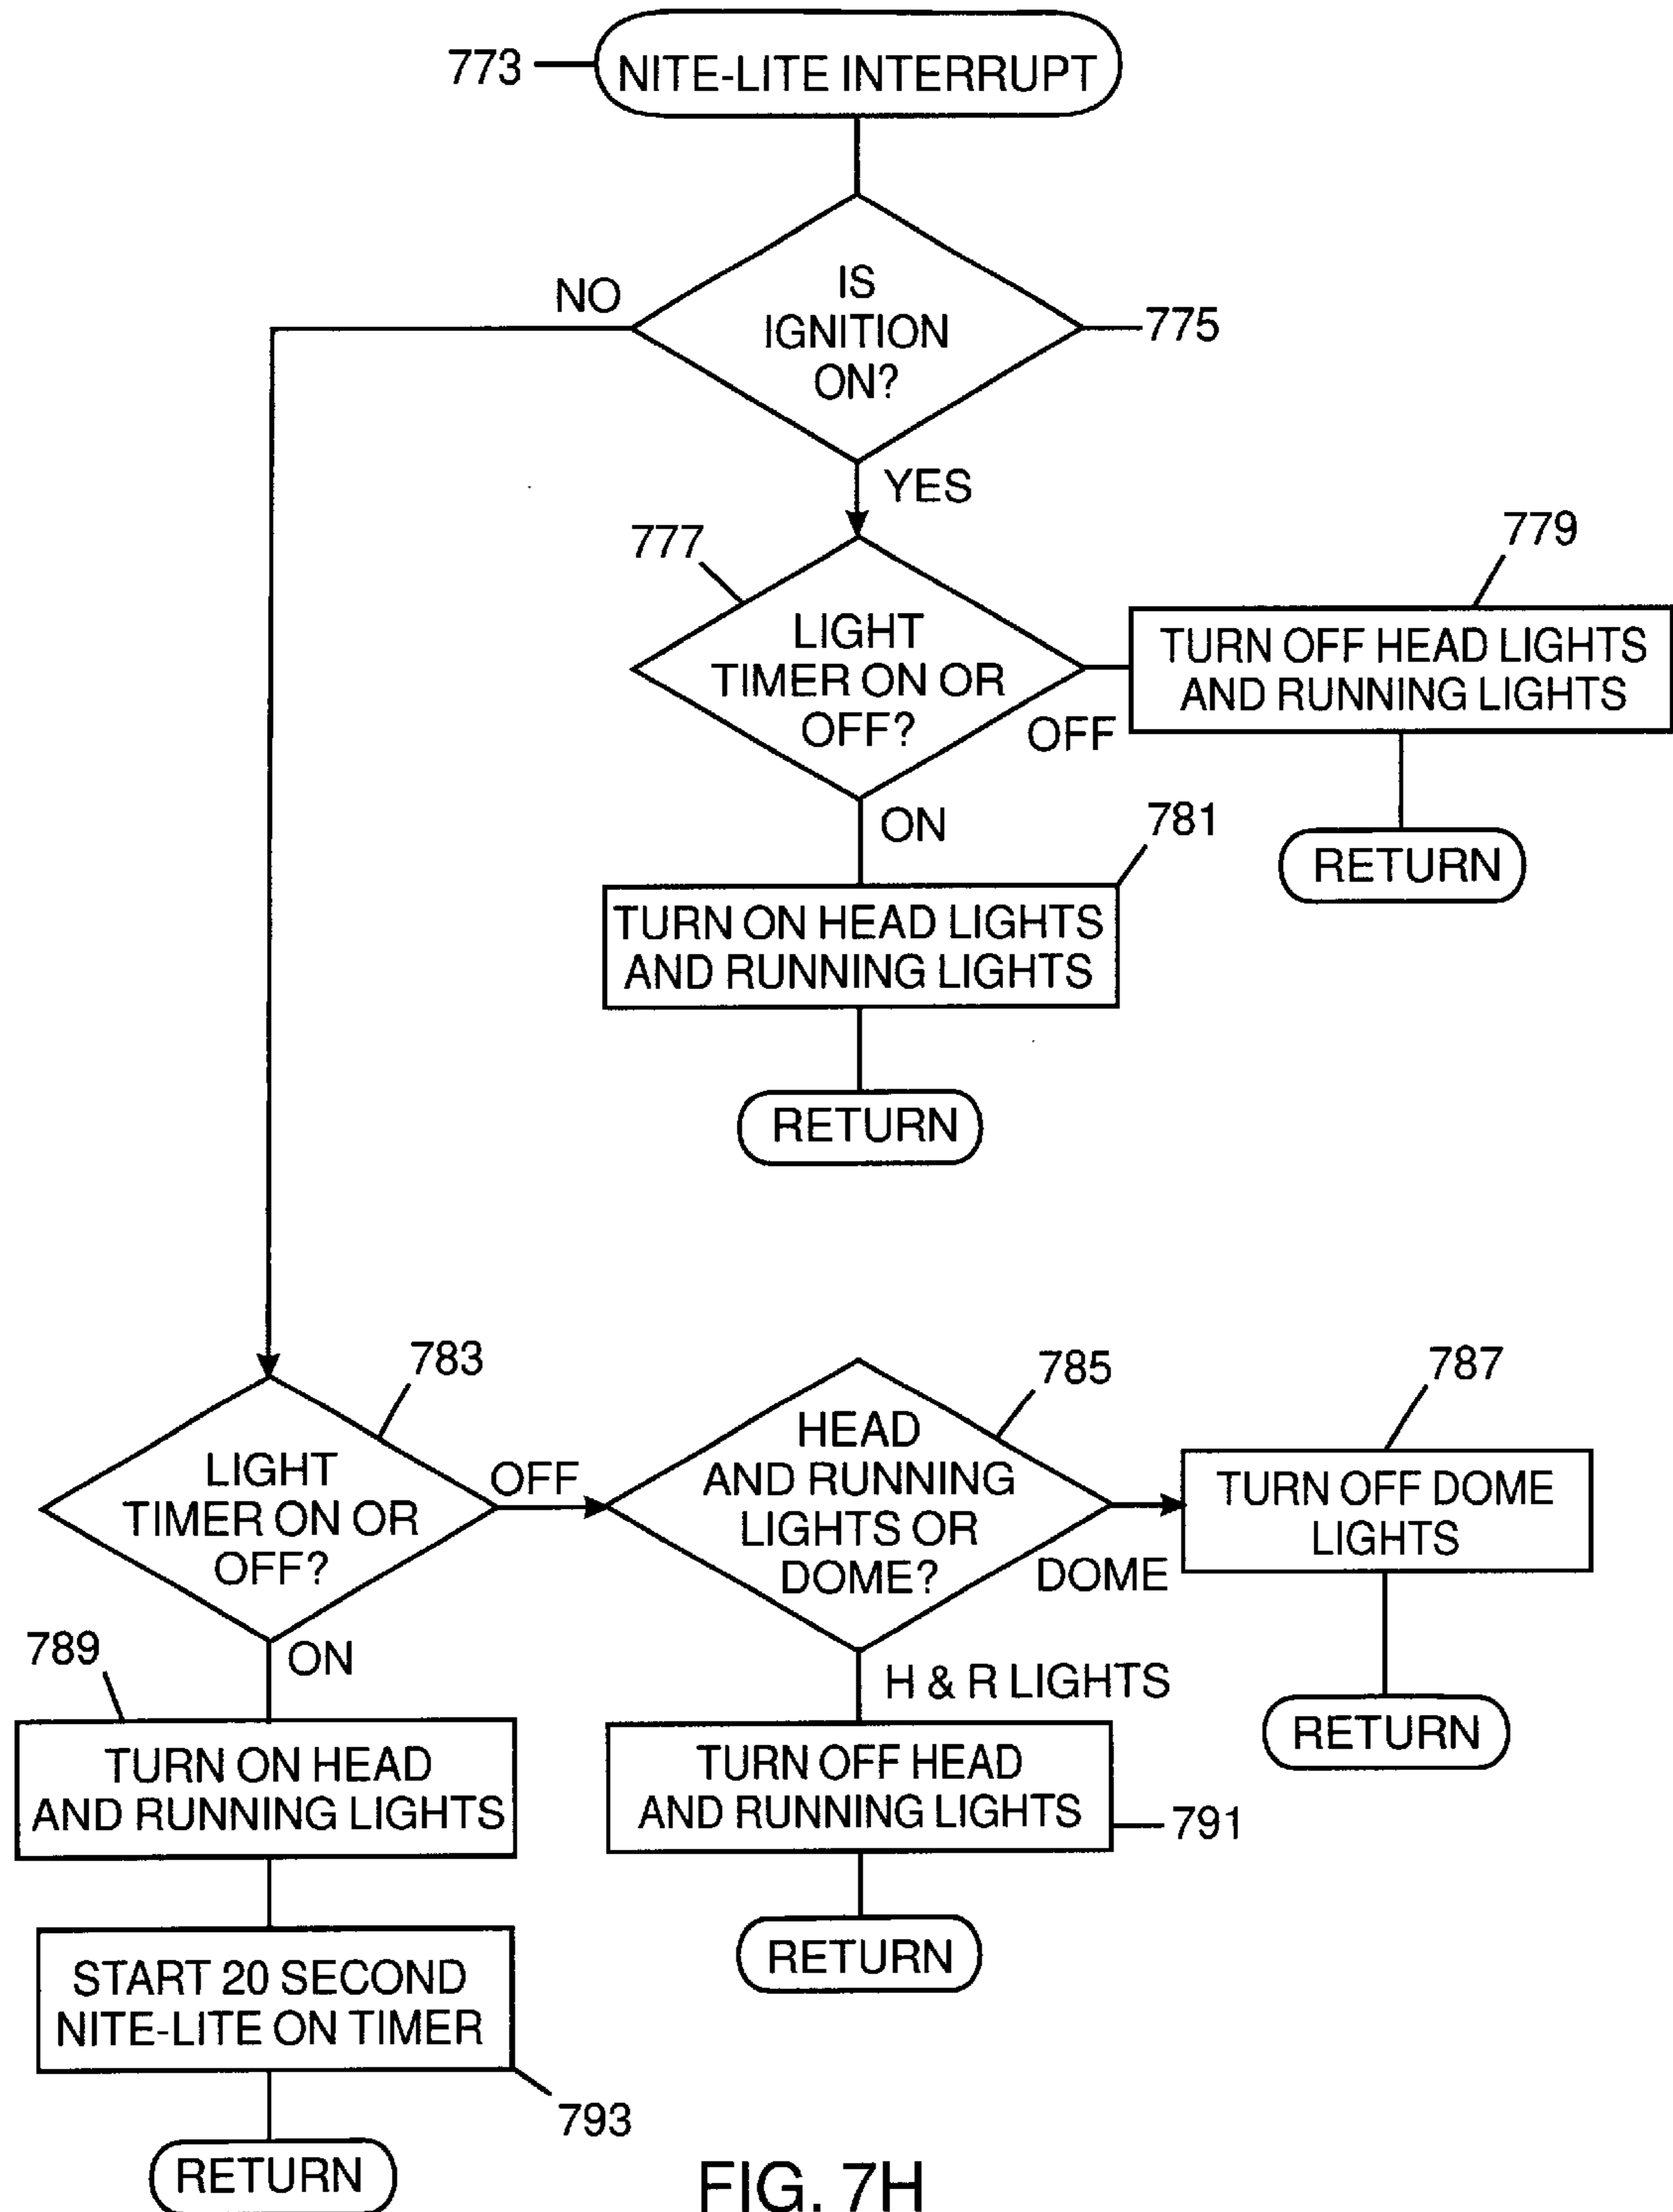 773
NITE-LITE INTERRUPT
NO
IS
IGNITION
ON?
775
YES
777
779
LIGHT
TIMER ON OR
OFF?
OFF
TURN OFF HEAD LIGHTS
AND RUNNING LIGHTS
RETURN
ON
781
TURN ON HEAD LIGHTS
AND RUNNING LIGHTS
RETURN
783
785
787
LIGHT
TIMER ON OR
OFF?
OFF
HEAD
AND RUNNING
LIGHTS OR
DOME?
DOME
TURN OFF DOME
LIGHTS
RETURN
789
ON
TURN ON HEAD
AND RUNNING LIGHTS
H & R LIGHTS
TURN OFF HEAD
AND RUNNING LIGHTS
791
RETURN
START 20 SECOND
NITE-LITE ON TIMER
793
RETURN
FIG. 7H